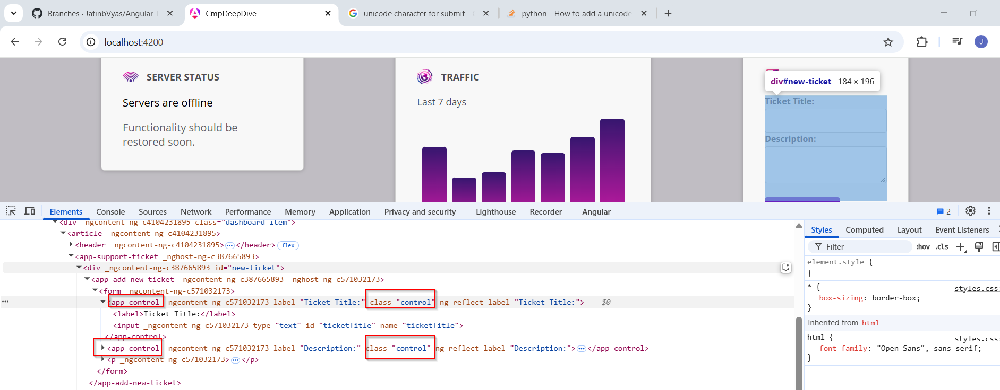 Branches · JatinbVyas/Angular_
CmpDeepDive
unicode character for submit -
python - How to add a unicode
localhost:4200
J
SERVER STATUS
Servers are offline
Functionality should be
restored soon.
TRAFFIC
Last 7 days
div#new-ticket 184 × 196
Ticket Title:
Description:
Elements Console Sources Network Performance Memory Application Privacy and security Lighthouse Recorder Angular 2
<div _ngcontent-ng-c4104231895 class="dashboard-item">
<article _ngcontent-ng-c4104231895>
<header _ngcontent-ng-c4104231895> … </header> flex
<app-support-ticket _nghost-ng-c387665893>
<div _ngcontent-ng-c387665893 id="new-ticket">
<app-add-new-ticket _ngcontent-ng-c387665893 _nghost-ng-c571032173>
<form _ngcontent-ng-c571032173>
<app-control _ngcontent-ng-c571032173 label="Ticket Title:" class="control" ng-reflect-label="Ticket Title:"> == $0
<label>Ticket Title:</label>
<input _ngcontent-ng-c571032173 type="text" id="ticketTitle" name="ticketTitle">
</app-control>
<app-control _ngcontent-ng-c571032173 label="Description:" class="control" ng-reflect-label="Description:"> … </app-control>
<p _ngcontent-ng-c571032173> … </p>
</form>
</app-add-new-ticket>
Styles Computed Layout Event Listeners
Filter :hov .cls
element.style {
}
* { styles.css:
box-sizing: border-box;
}
Inherited from html
html { styles.css:
font-family: "Open Sans", sans-serif;
}